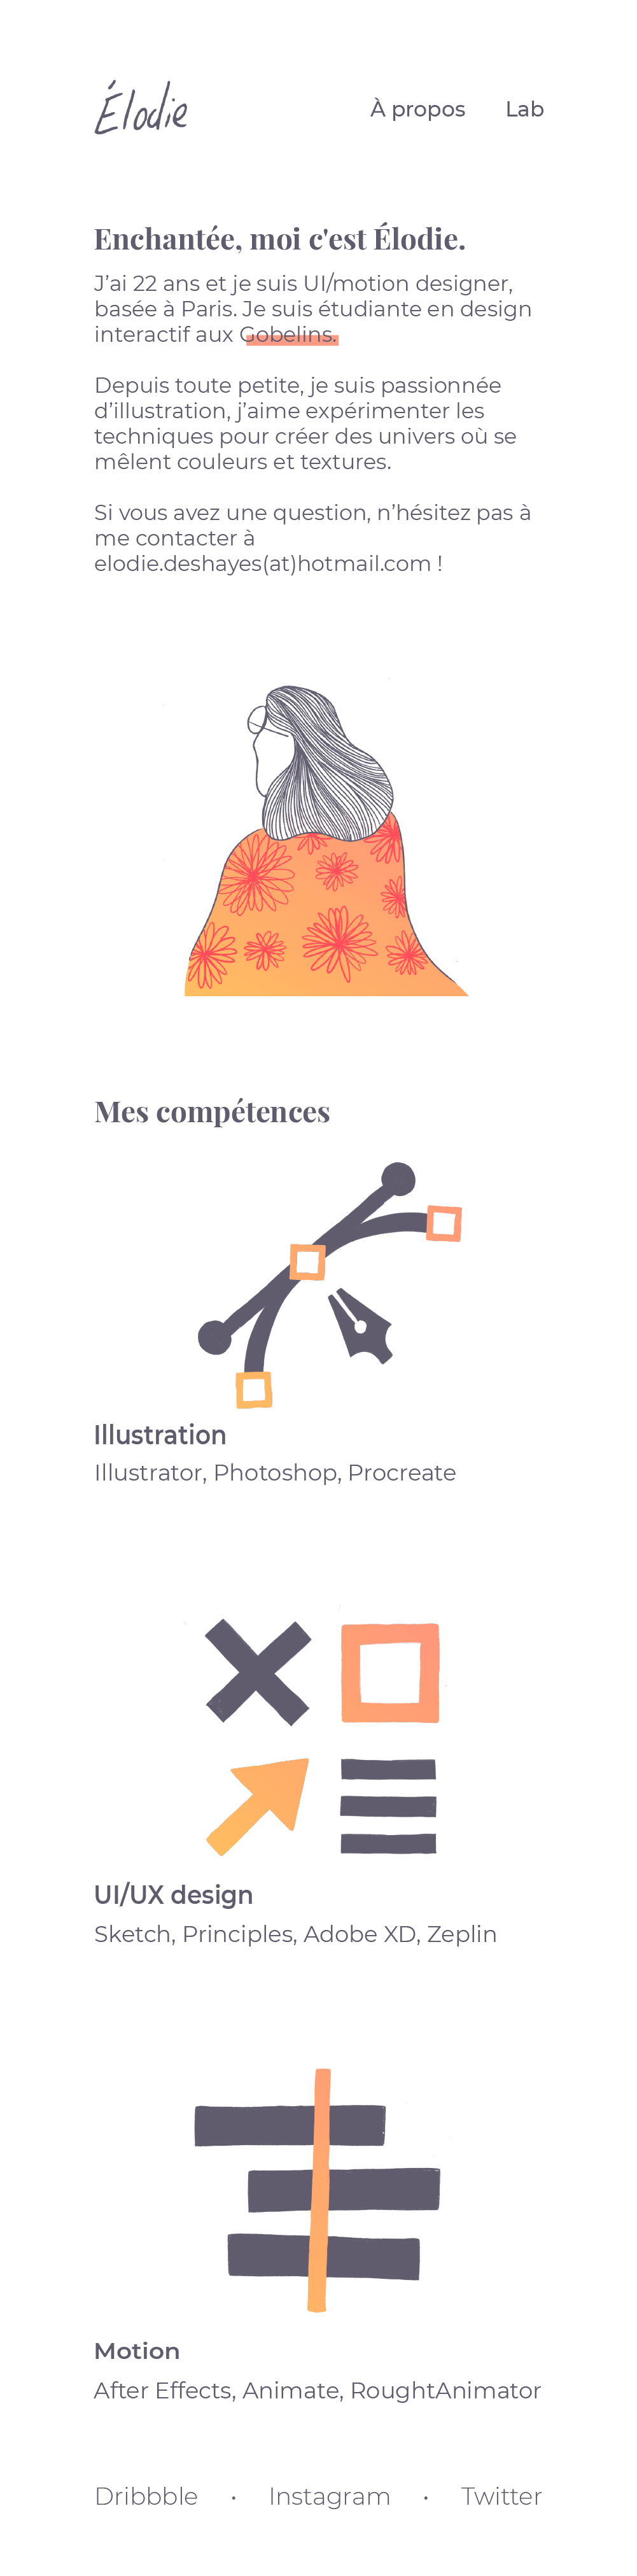 Élodie
À propos Lab
Enchantée, moi c'est Élodie.
J’ai 22 ans et je suis UI/motion designer,
basée à Paris. Je suis étudiante en design
interactif aux Gobelins.
Depuis toute petite, je suis passionnée
d’illustration, j’aime expérimenter les
techniques pour créer des univers où se
mêlent couleurs et textures.
Si vous avez une question, n’hésitez pas à
me contacter à
elodie.deshayes(at)hotmail.com !
Mes compétences
Illustration
Illustrator, Photoshop, Procreate
UI/UX design
Sketch, Principles, Adobe XD, Zeplin
Motion
After Effects, Animate, RoughtAnimator
Dribbble • Instagram • Twitter